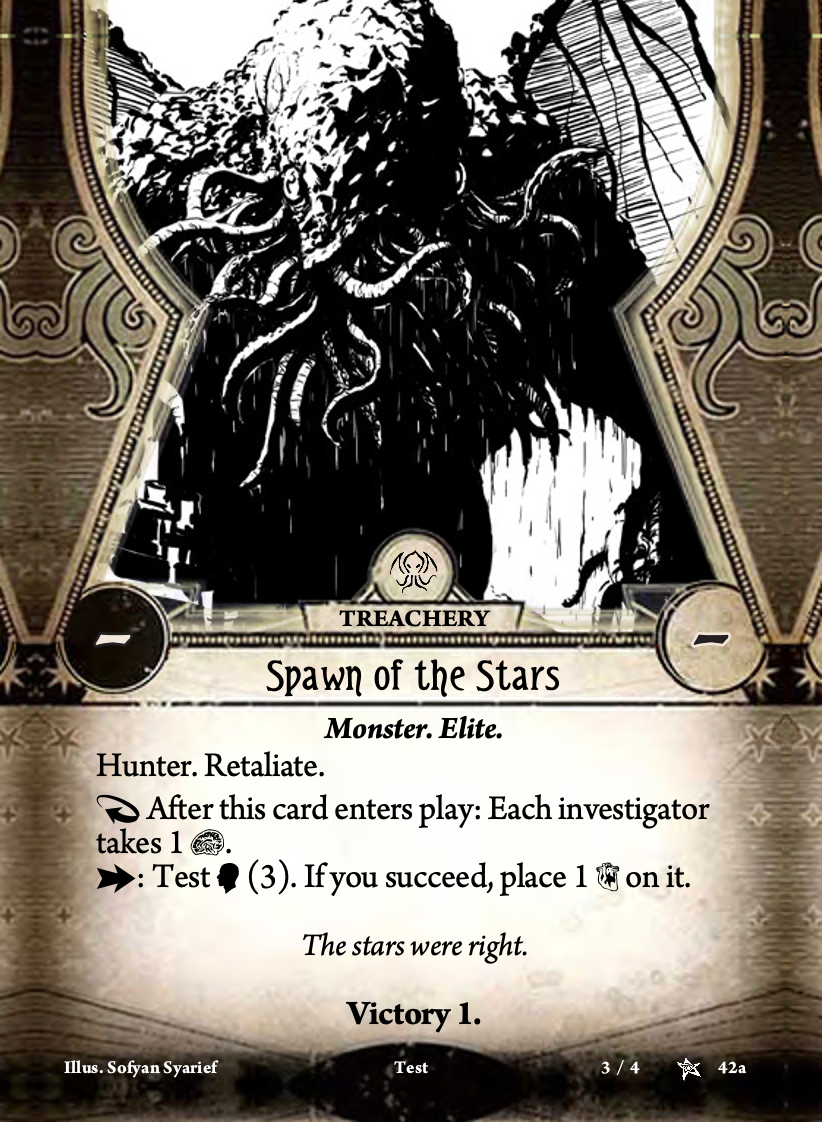 TREACHERY
-
-
Spawn of the Stars
Monster. Elite.
Hunter. Retaliate.
After this card enters play: Each investigator
takes 1 .
: Test (3). If you succeed, place 1 on it.
The stars were right.
Victory 1.
Illus. Sofyan Syarief Test 3 / 4 42a